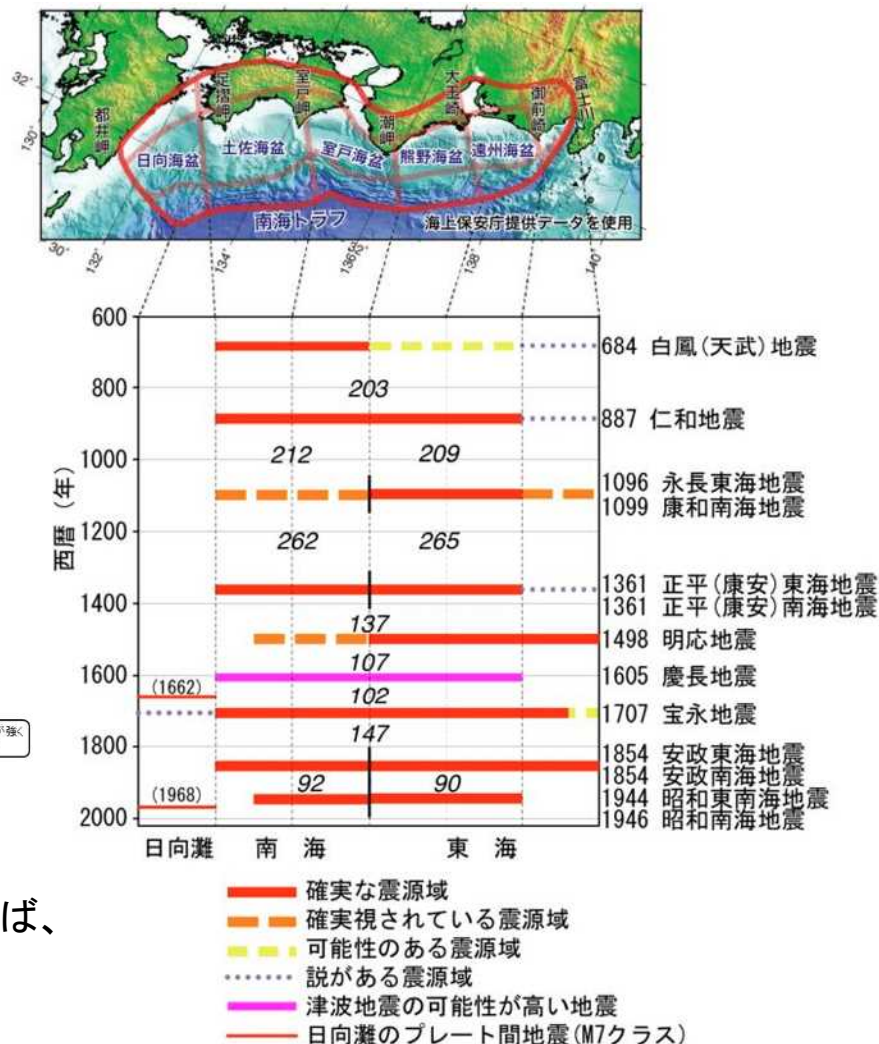 32°
130°
都井岬
足摺岬
室戸岬
潮岬
大王崎
御前崎
富士川
日向海盆
土佐海盆
室戸海盆
熊野海盆
遠州海盆
南海トラフ
海上保安庁提供データを使用
30°
132°
134°
136°
138°
140°
西暦（年）
600
800
1000
1200
1400
1600
1800
2000
684 白鳳(天武)地震
203
887 仁和地震
212 209
1096 永長東海地震
1099 康和南海地震
262 265
1361 正平(康安)東海地震
1361 正平(康安)南海地震
137
1498 明応地震
107
1605 慶長地震
(1662)
102
1707 宝永地震
147
1854 安政東海地震
1854 安政南海地震
(1968)
92 90
1944 昭和東南海地震
1946 昭和南海地震
日向灘 南 海 東 海
が強く
ば、
確実な震源域
確実視されている震源域
可能性のある震源域
説がある震源域
津波地震の可能性が高い地震
日向灘のプレート間地震(M7クラス)